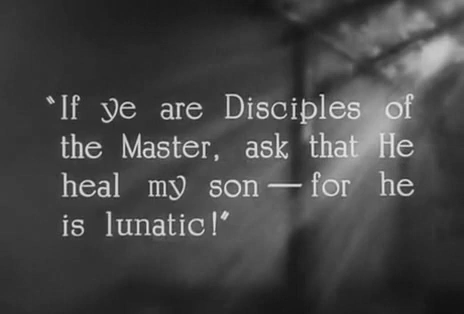 "If ye are Disciples of
the Master, ask that He
heal my son — for he
is lunatic!"